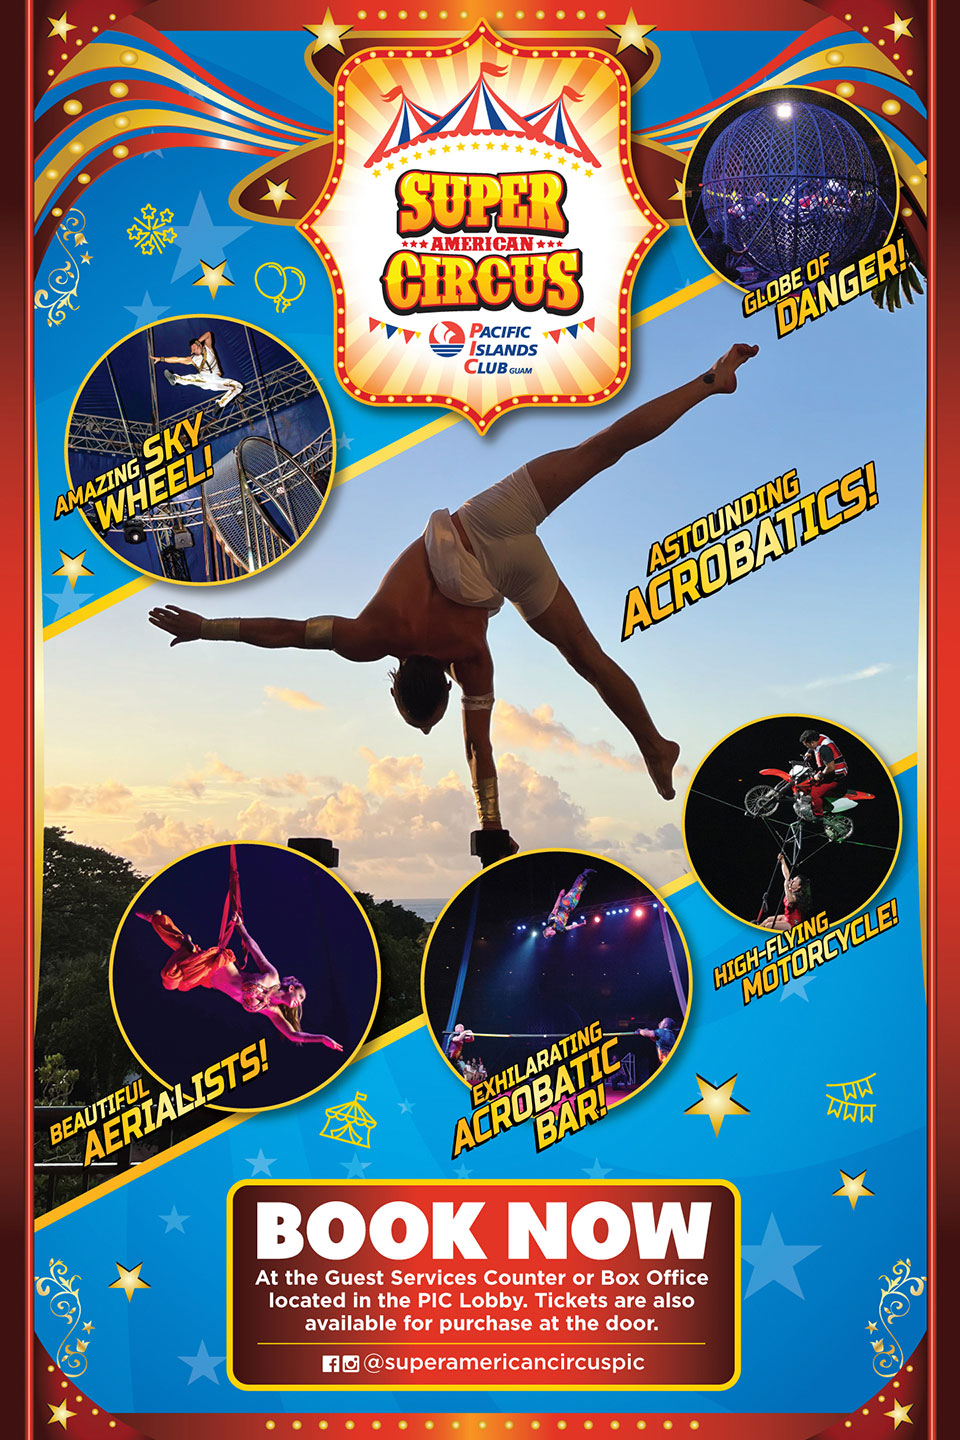 SUPER
AMERICAN
CIRCUS
PACIFIC
ISLANDS
CLUB GUAM
GLOBE OF
DANGER!
AMAZING SKY
WHEEL!
ASTOUNDING
ACROBATICS!
HIGH-FLYING
MOTORCYCLE!
BEAUTIFUL
AERIALISTS!
EXHILARATING
ACROBATIC
BAR!
BOOK NOW
At the Guest Services Counter or Box Office
located in the PIC Lobby. Tickets are also
available for purchase at the door.
@superamericancircuspic